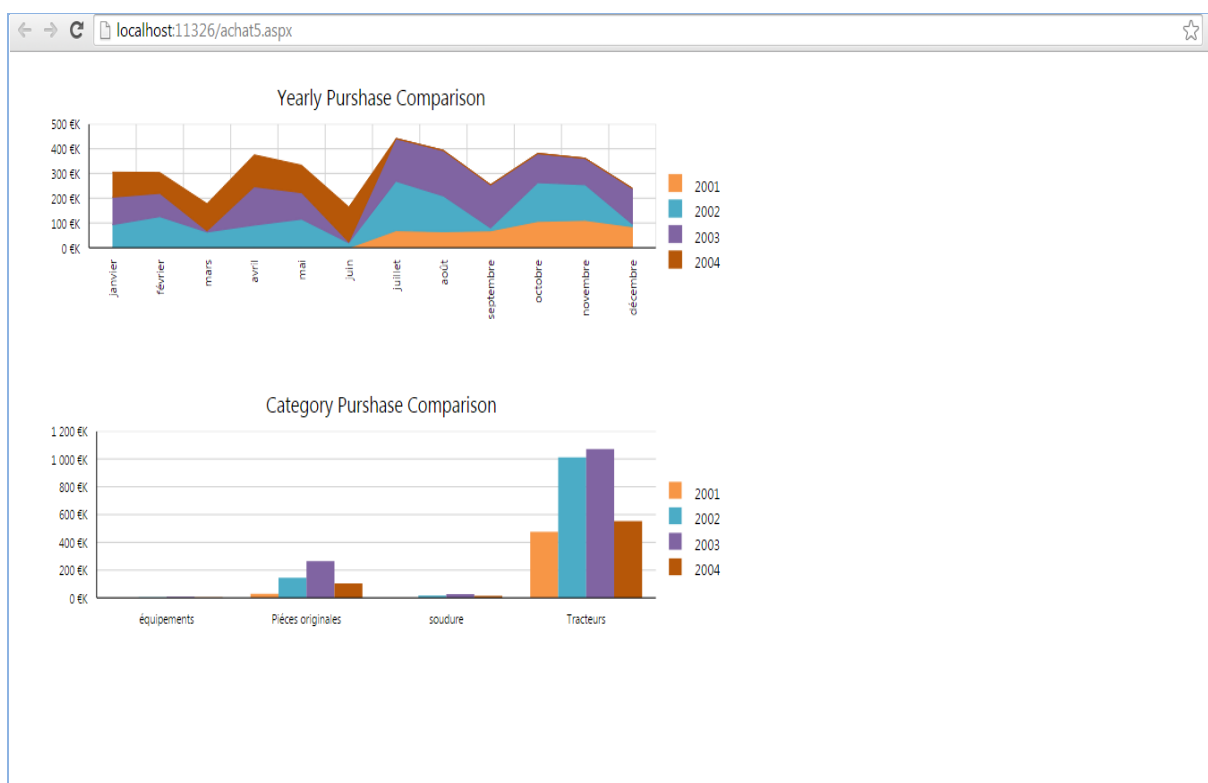 localhost:11326/achat5.aspx
Yearly Purshase Comparison
500 €K
400 €K
300 €K
200 €K
100 €K
0 €K
janvier
février
mars
avril
mai
juin
juillet
août
septembre
octobre
novembre
décembre
2001
2002
2003
2004
Category Purshase Comparison
1 200 €K
1 000 €K
800 €K
600 €K
400 €K
200 €K
0 €K
équipements
Piéces originales
soudure
Tracteurs
2001
2002
2003
2004